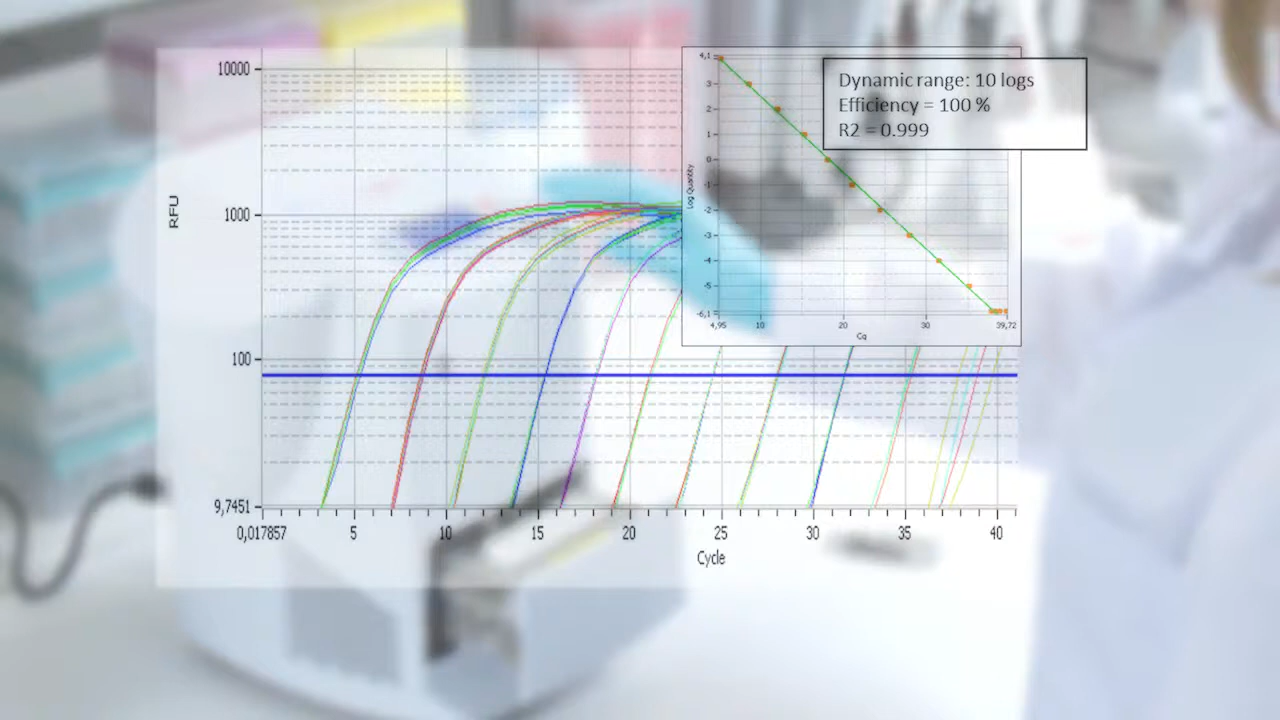 10000
RFU
1000
100
9,7451
0,017857 5 10 15 20 25 30 35 40
Cycle
4,1
3
2
1
0
-1
-2
-3
-4
-5
-6,1
Log Quantity
4,95 10 20 30 39,72
Cq
Dynamic range: 10 logs
Efficiency = 100 %
R2 = 0.999